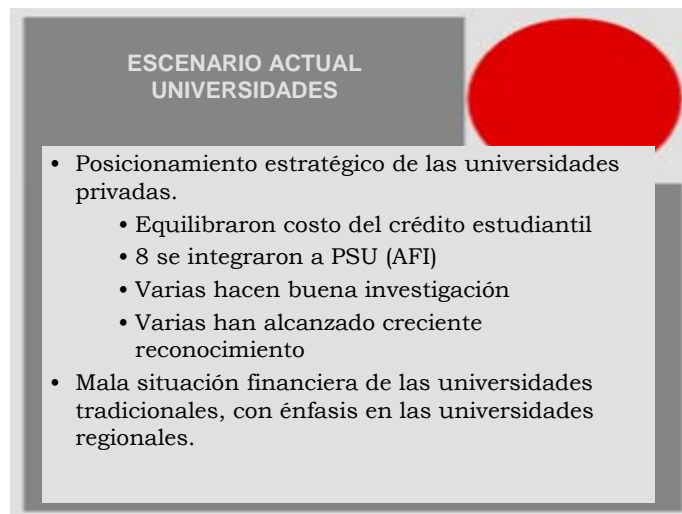 ESCENARIO ACTUAL
UNIVERSIDADES
• Posicionamiento estratégico de las universidades
privadas.
• Equilibraron costo del crédito estudiantil
• 8 se integraron a PSU (AFI)
• Varias hacen buena investigación
• Varias han alcanzado creciente
reconocimiento
• Mala situación financiera de las universidades
tradicionales, con énfasis en las universidades
regionales.